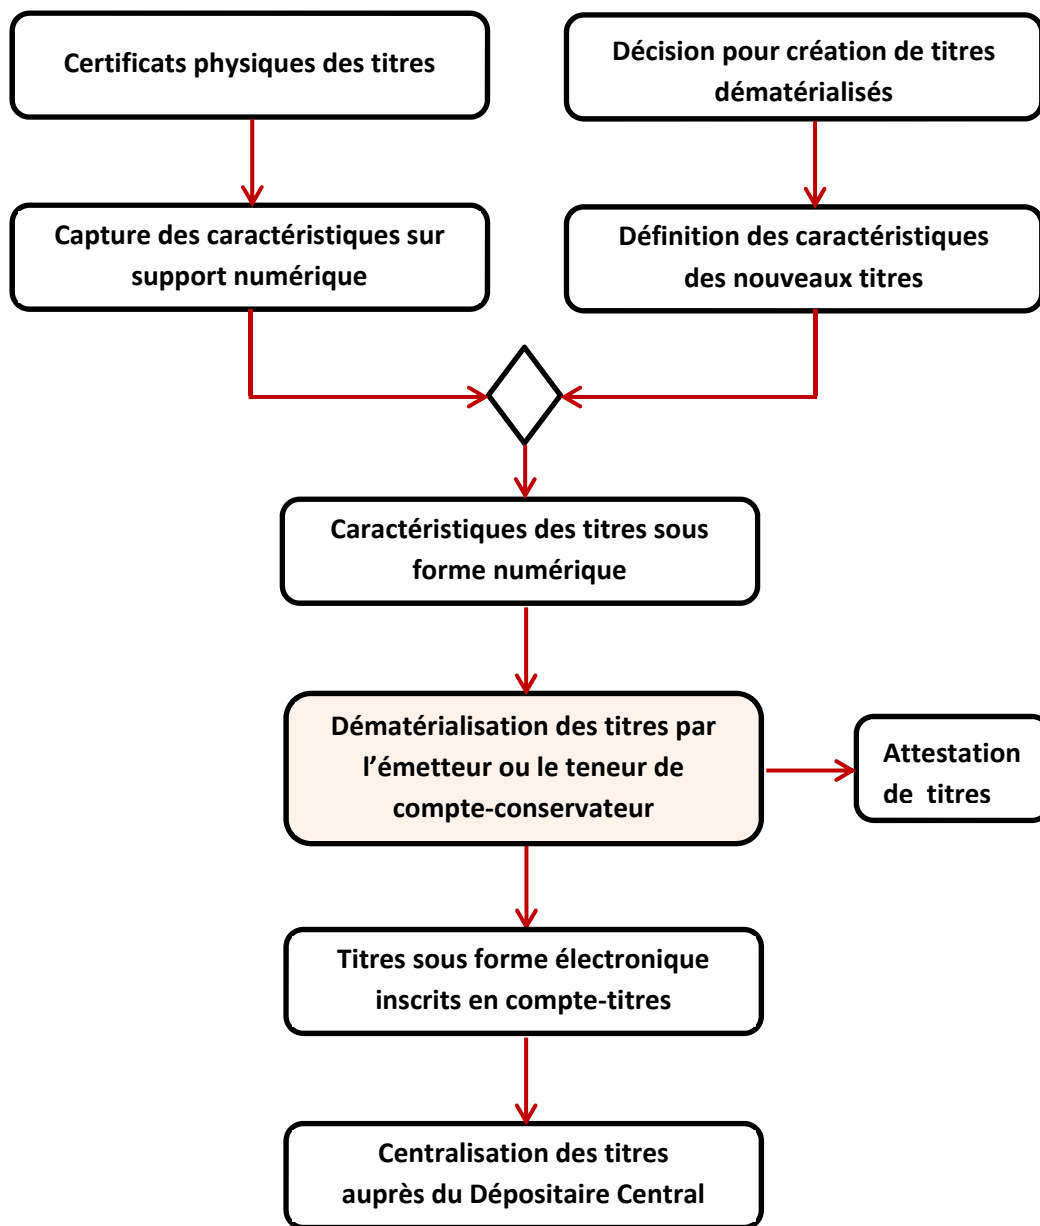 Certificats physiques des titres
Décision pour création de titres
dématérialisés
Capture des caractéristiques sur
support numérique
Définition des caractéristiques
des nouveaux titres
Caractéristiques des titres sous
forme numérique
Dématérialisation des titres par
l’émetteur ou le teneur de
compte-conservateur
Attestation
de titres
Titres sous forme électronique
inscrits en compte-titres
Centralisation des titres
auprès du Dépositaire Central